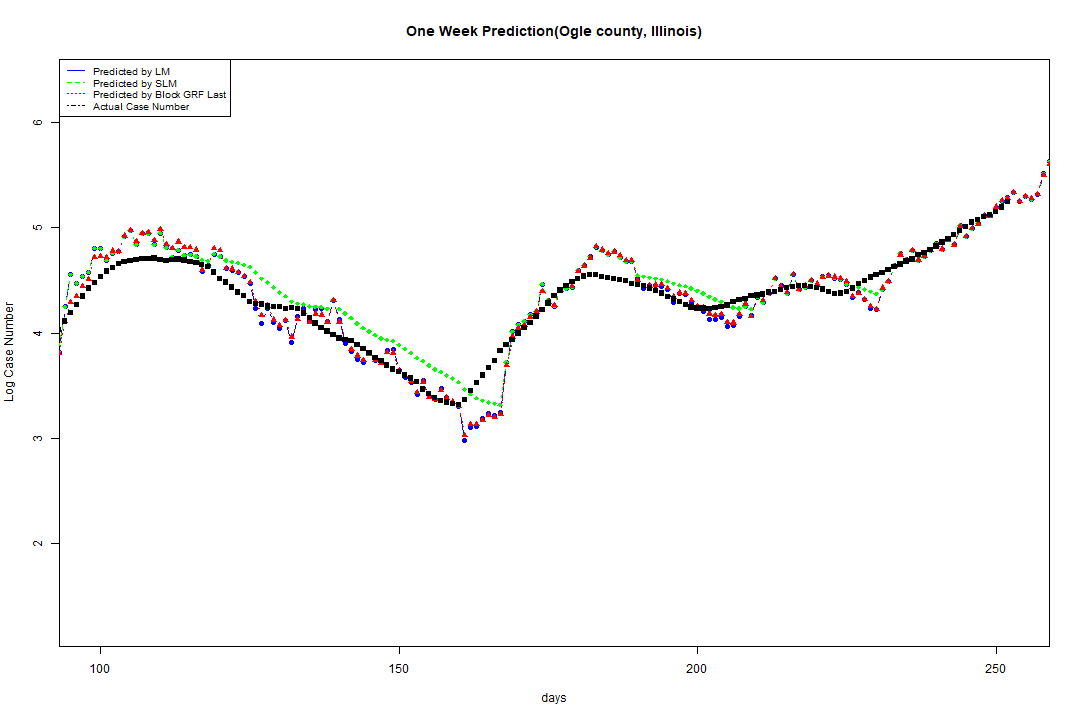 One Week Prediction(Ogle county, Illinois)
Predicted by LM
Predicted by SLM
Predicted by Block GRF Last
Actual Case Number
6
5
4
3
2
Log Case Number
100
150
200
250
days